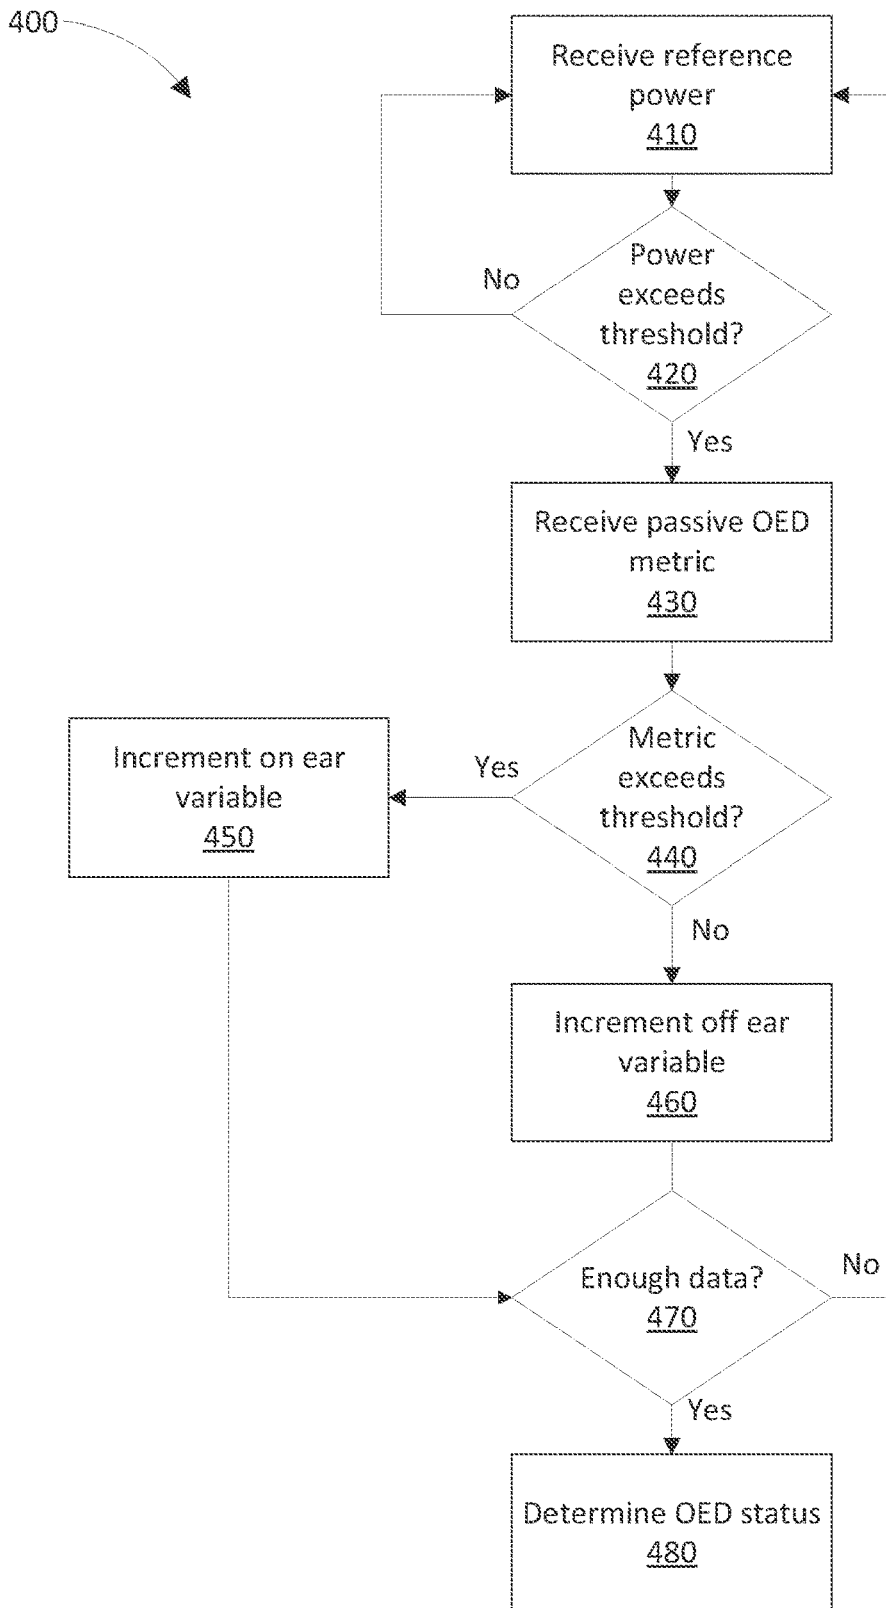 400
Receive reference
power
410
No
Power
exceeds
threshold?
420
Yes
Receive passive OED
metric
430
Increment on ear
variable
450
Yes
Metric
exceeds
threshold?
440
No
Increment off ear
variable
460
Enough data?
470
No
Yes
Determine OED status
480